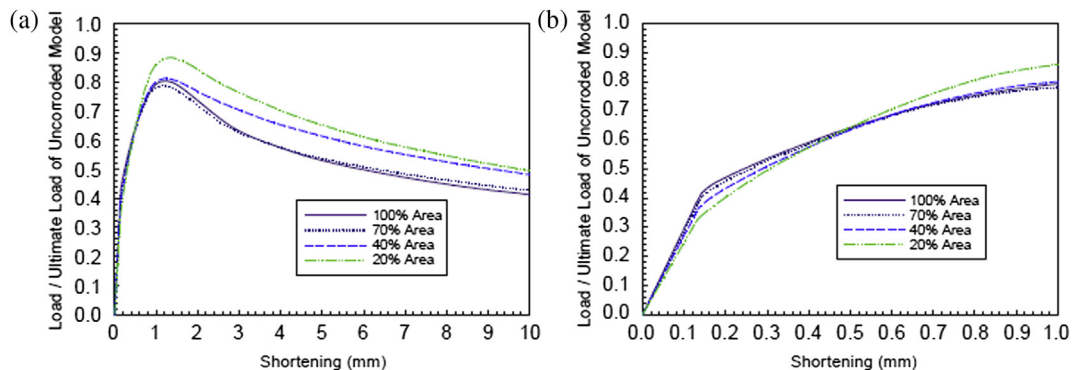 (a)
Load / Ultimate Load of Uncorroded Model
1.0
0.9
0.8
0.7
0.6
0.5
0.4
0.3
0.2
0.1
0.0
100% Area
70% Area
40% Area
20% Area
0 1 2 3 4 5 6 7 8 9 10
Shortening (mm)
(b)
Load / Ultimate Load of Uncorroded Model
1.0
0.9
0.8
0.7
0.6
0.5
0.4
0.3
0.2
0.1
0.0
100% Area
70% Area
40% Area
20% Area
0.0 0.1 0.2 0.3 0.4 0.5 0.6 0.7 0.8 0.9 1.0
Shortening (mm)